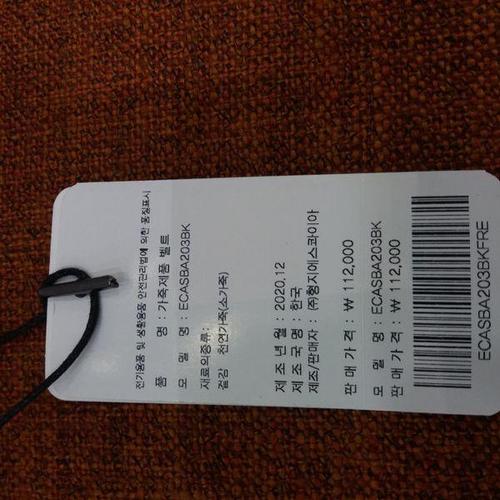 전기용품 및 생활용품 안전관리법에 의한 품질표시
품 명 : 가죽제품 벨트
모 델 명 : ECASBA203BK
재료의종류:
겉감 천연가죽(소가죽)
제 조 년 월 : 2020.12
제 조 국 명 : 한국
제조/판매자 : ㈜형지에스콰이아
판 매 가 격 : ₩ 112,000
모 델 명 : ECASBA203BK
판 매 가 격 : ₩ 112,000
ECASBA203BKFRE